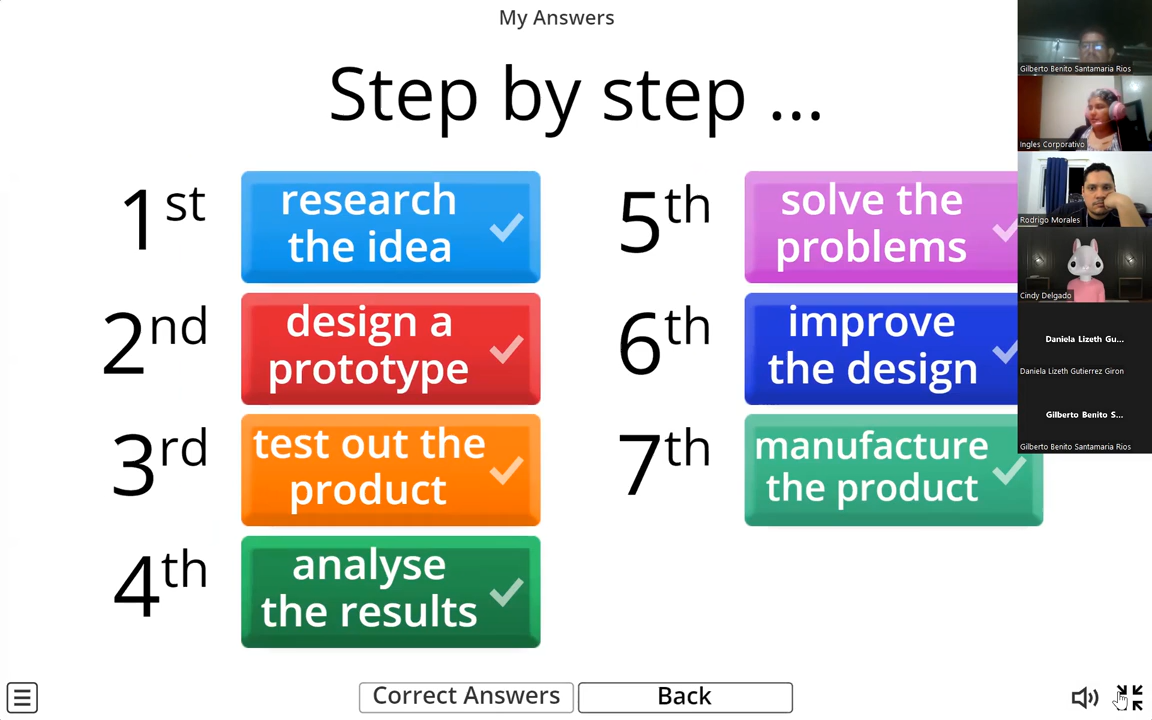 My Answers
Step by step ...
1st
research
the idea
2nd
design a
prototype
3rd
test out the
product
4th
analyse
the results
5th
solve the
problems
6th
improve
the design
7th
manufacture
the product
Correct Answers
Back
Gilberto Benito Santamaria Rios
Ingles Corporativo
Rodrigo Morales
Cindy Delgado
Daniela Lizeth Gu...
Daniela Lizeth Gutierrez Giron
Gilberto Benito S...
Gilberto Benito Santamaria Rios